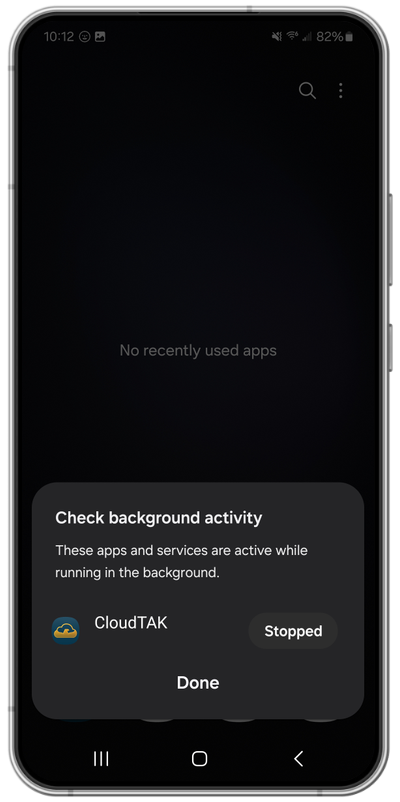 10:12
82%
No recently used apps
Check background activity
These apps and services are active while
running in the background.
CloudTAK
Stopped
Done